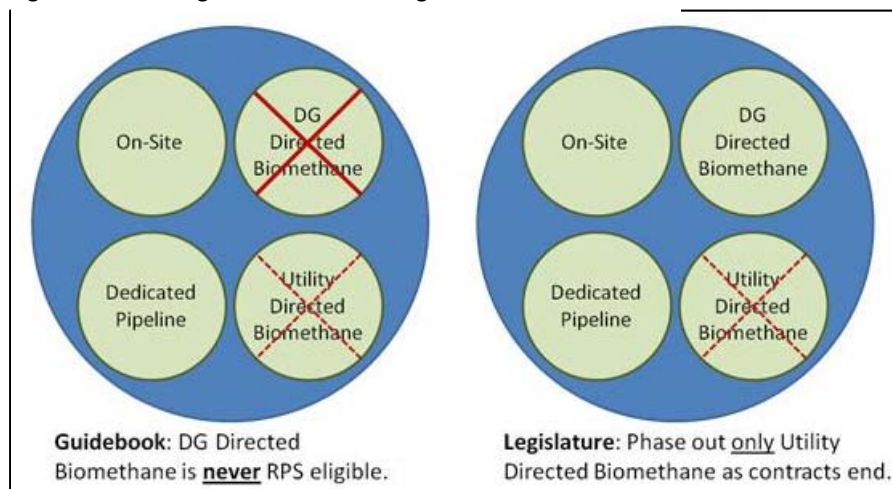 On-Site
DG
Directed
Biomethane
Dedicated
Pipeline
Utility
Directed
Biomethane
Guidebook: DG Directed
Biomethane is never RPS eligible.
On-Site
DG
Directed
Biomethane
Dedicated
Pipeline
Utility
Directed
Biomethane
Legislature: Phase out only Utility
Directed Biomethane as contracts end.